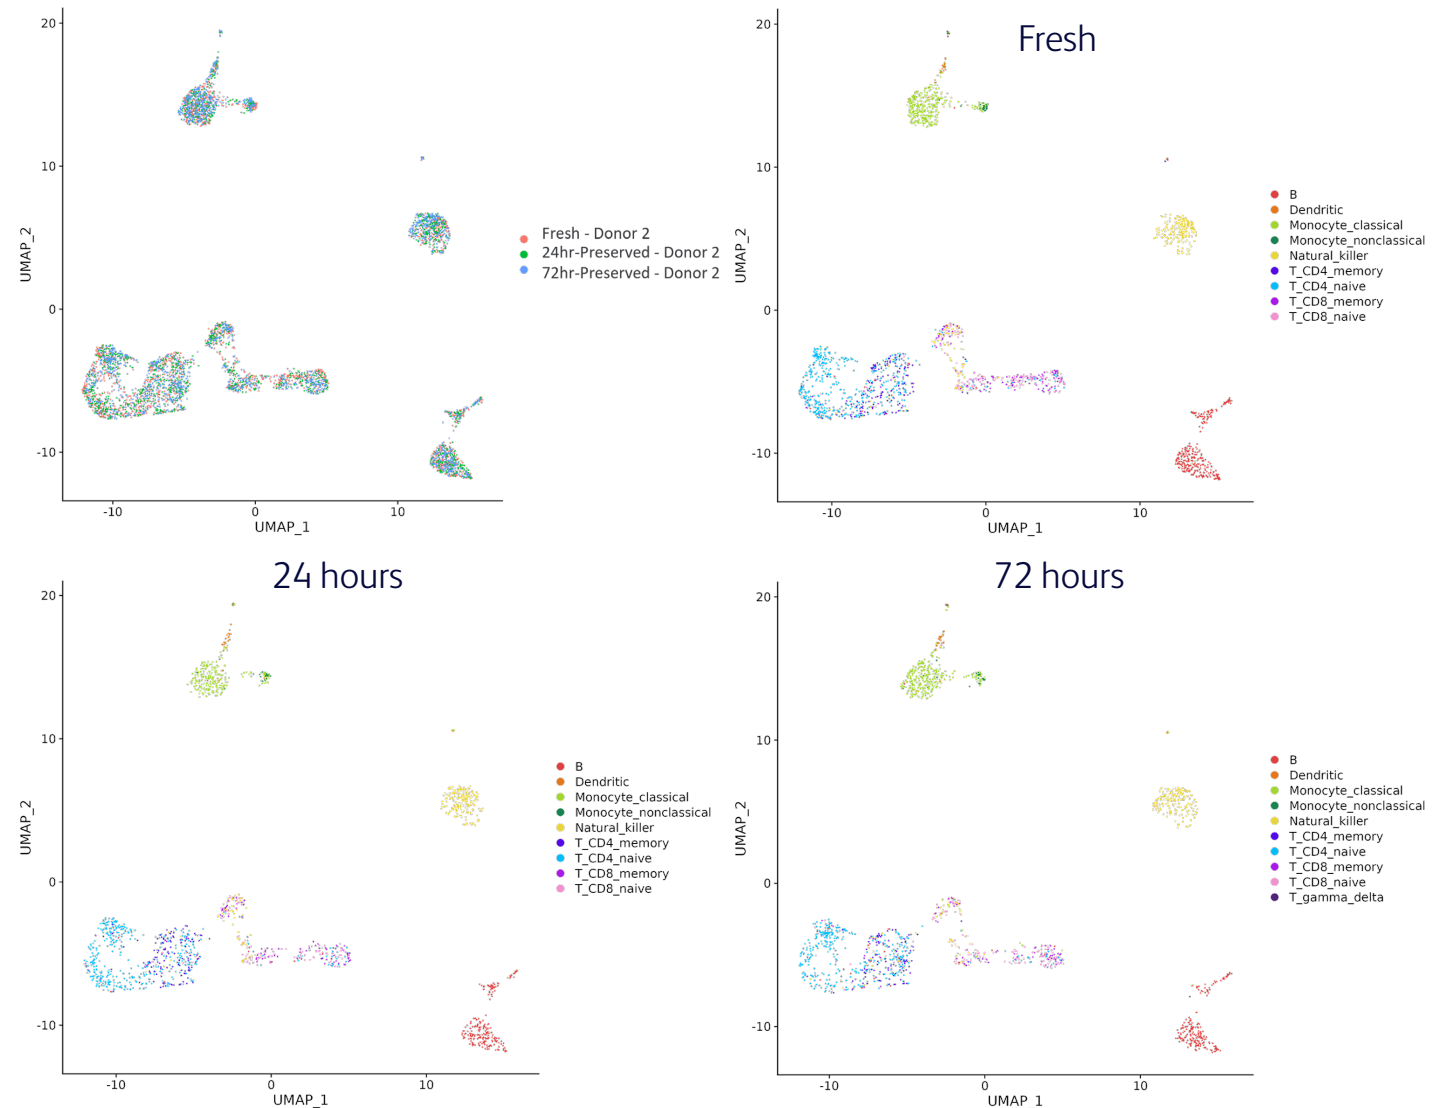 20
10
0
-10
UMAP_2
-10
0
10
UMAP_1
Fresh - Donor 2
24hr-Preserved - Donor 2
72hr-Preserved - Donor 2
Fresh
20
10
0
-10
UMAP_2
-10
0
10
UMAP_1
B
Dendritic
Monocyte_classical
Monocyte_nonclassical
Natural_killer
T_CD4_memory
T_CD4_naive
T_CD8_memory
T_CD8_naive
24 hours
20
10
0
-10
UMAP_2
-10
0
10
UMAP_1
B
Dendritic
Monocyte_classical
Monocyte_nonclassical
Natural_killer
T_CD4_memory
T_CD4_naive
T_CD8_memory
T_CD8_naive
72 hours
20
10
0
-10
UMAP_2
-10
0
10
UMAP_1
B
Dendritic
Monocyte_classical
Monocyte_nonclassical
Natural_killer
T_CD4_memory
T_CD4_naive
T_CD8_memory
T_CD8_naive
T_gamma_delta